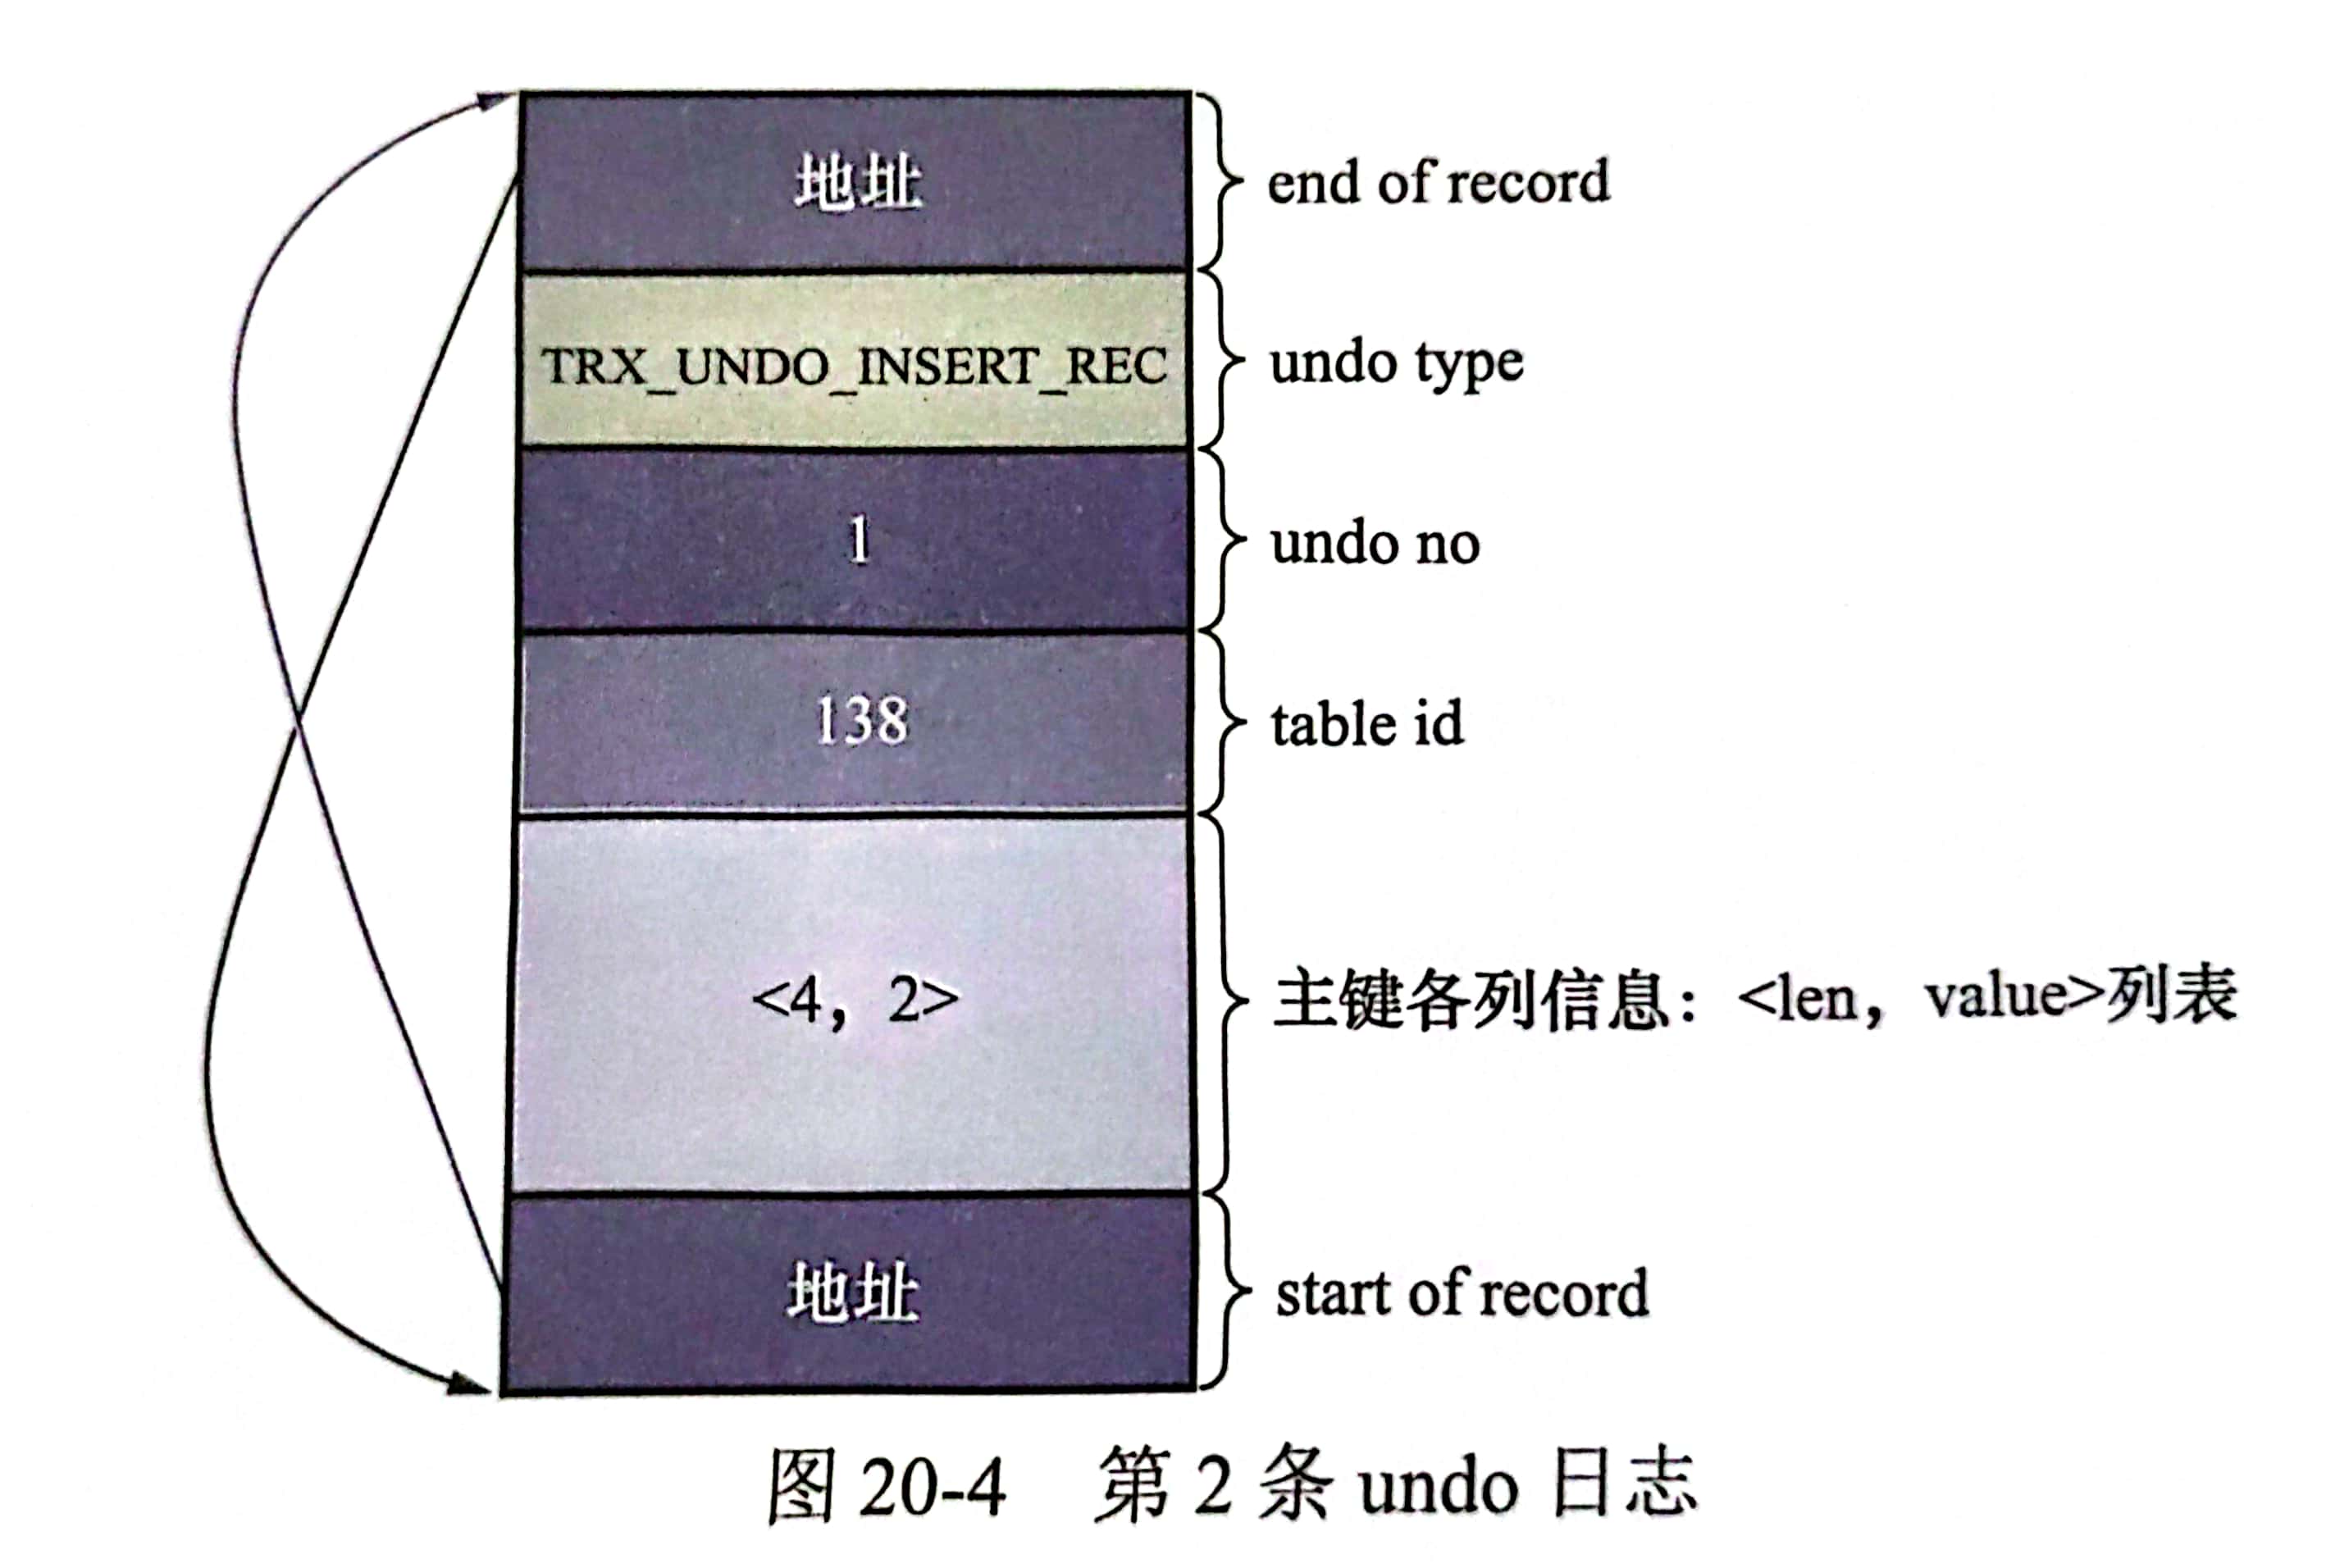 地址 end of record
TRX_UNDO_INSERT_REC undo type
1 undo no
138 table id
<4，2> 主键各列信息：<len，value>列表
地址 start of record
图 20-4 第 2 条 undo 日志